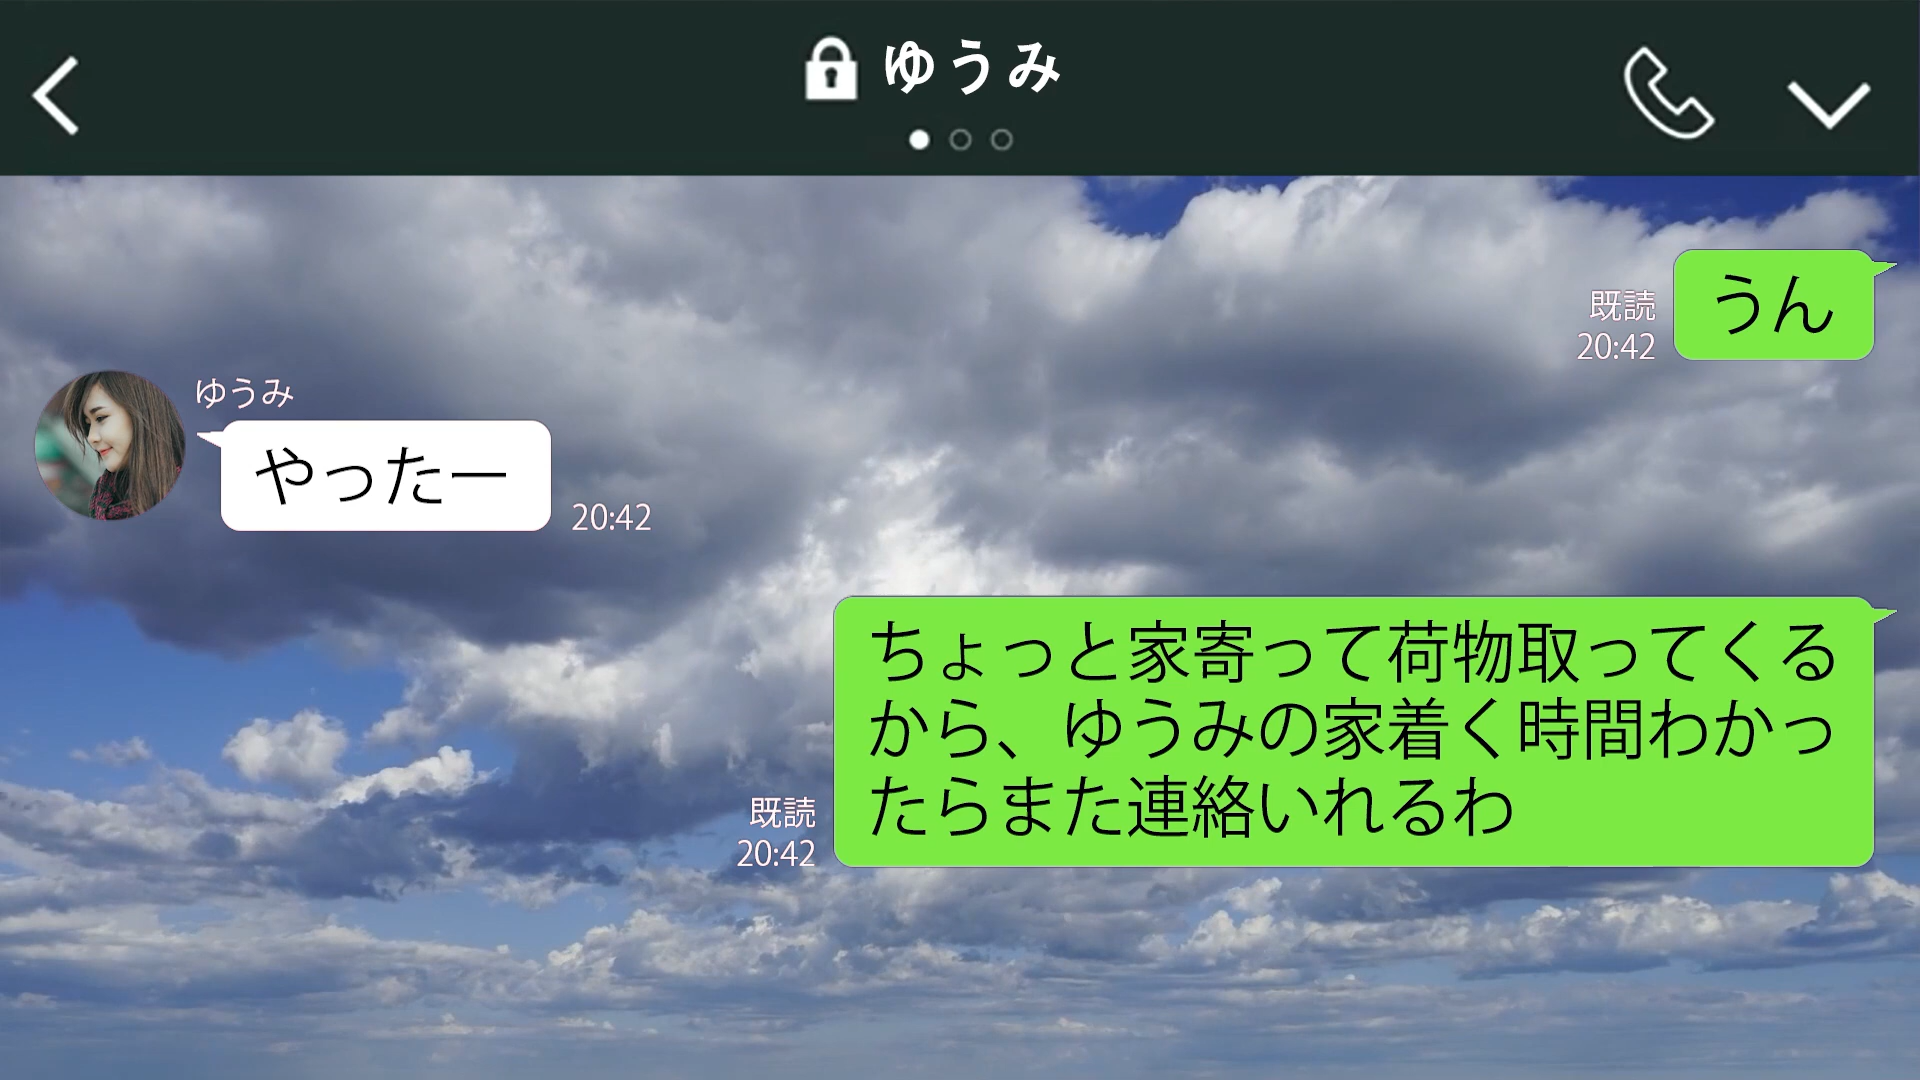 ゆうみ
うん
既読
20:42
ゆうみ
やったー
20:42
ちょっと家寄って荷物取ってくる
から、ゆうみの家着く時間わかっ
たらまた連絡いれるわ
既読
20:42